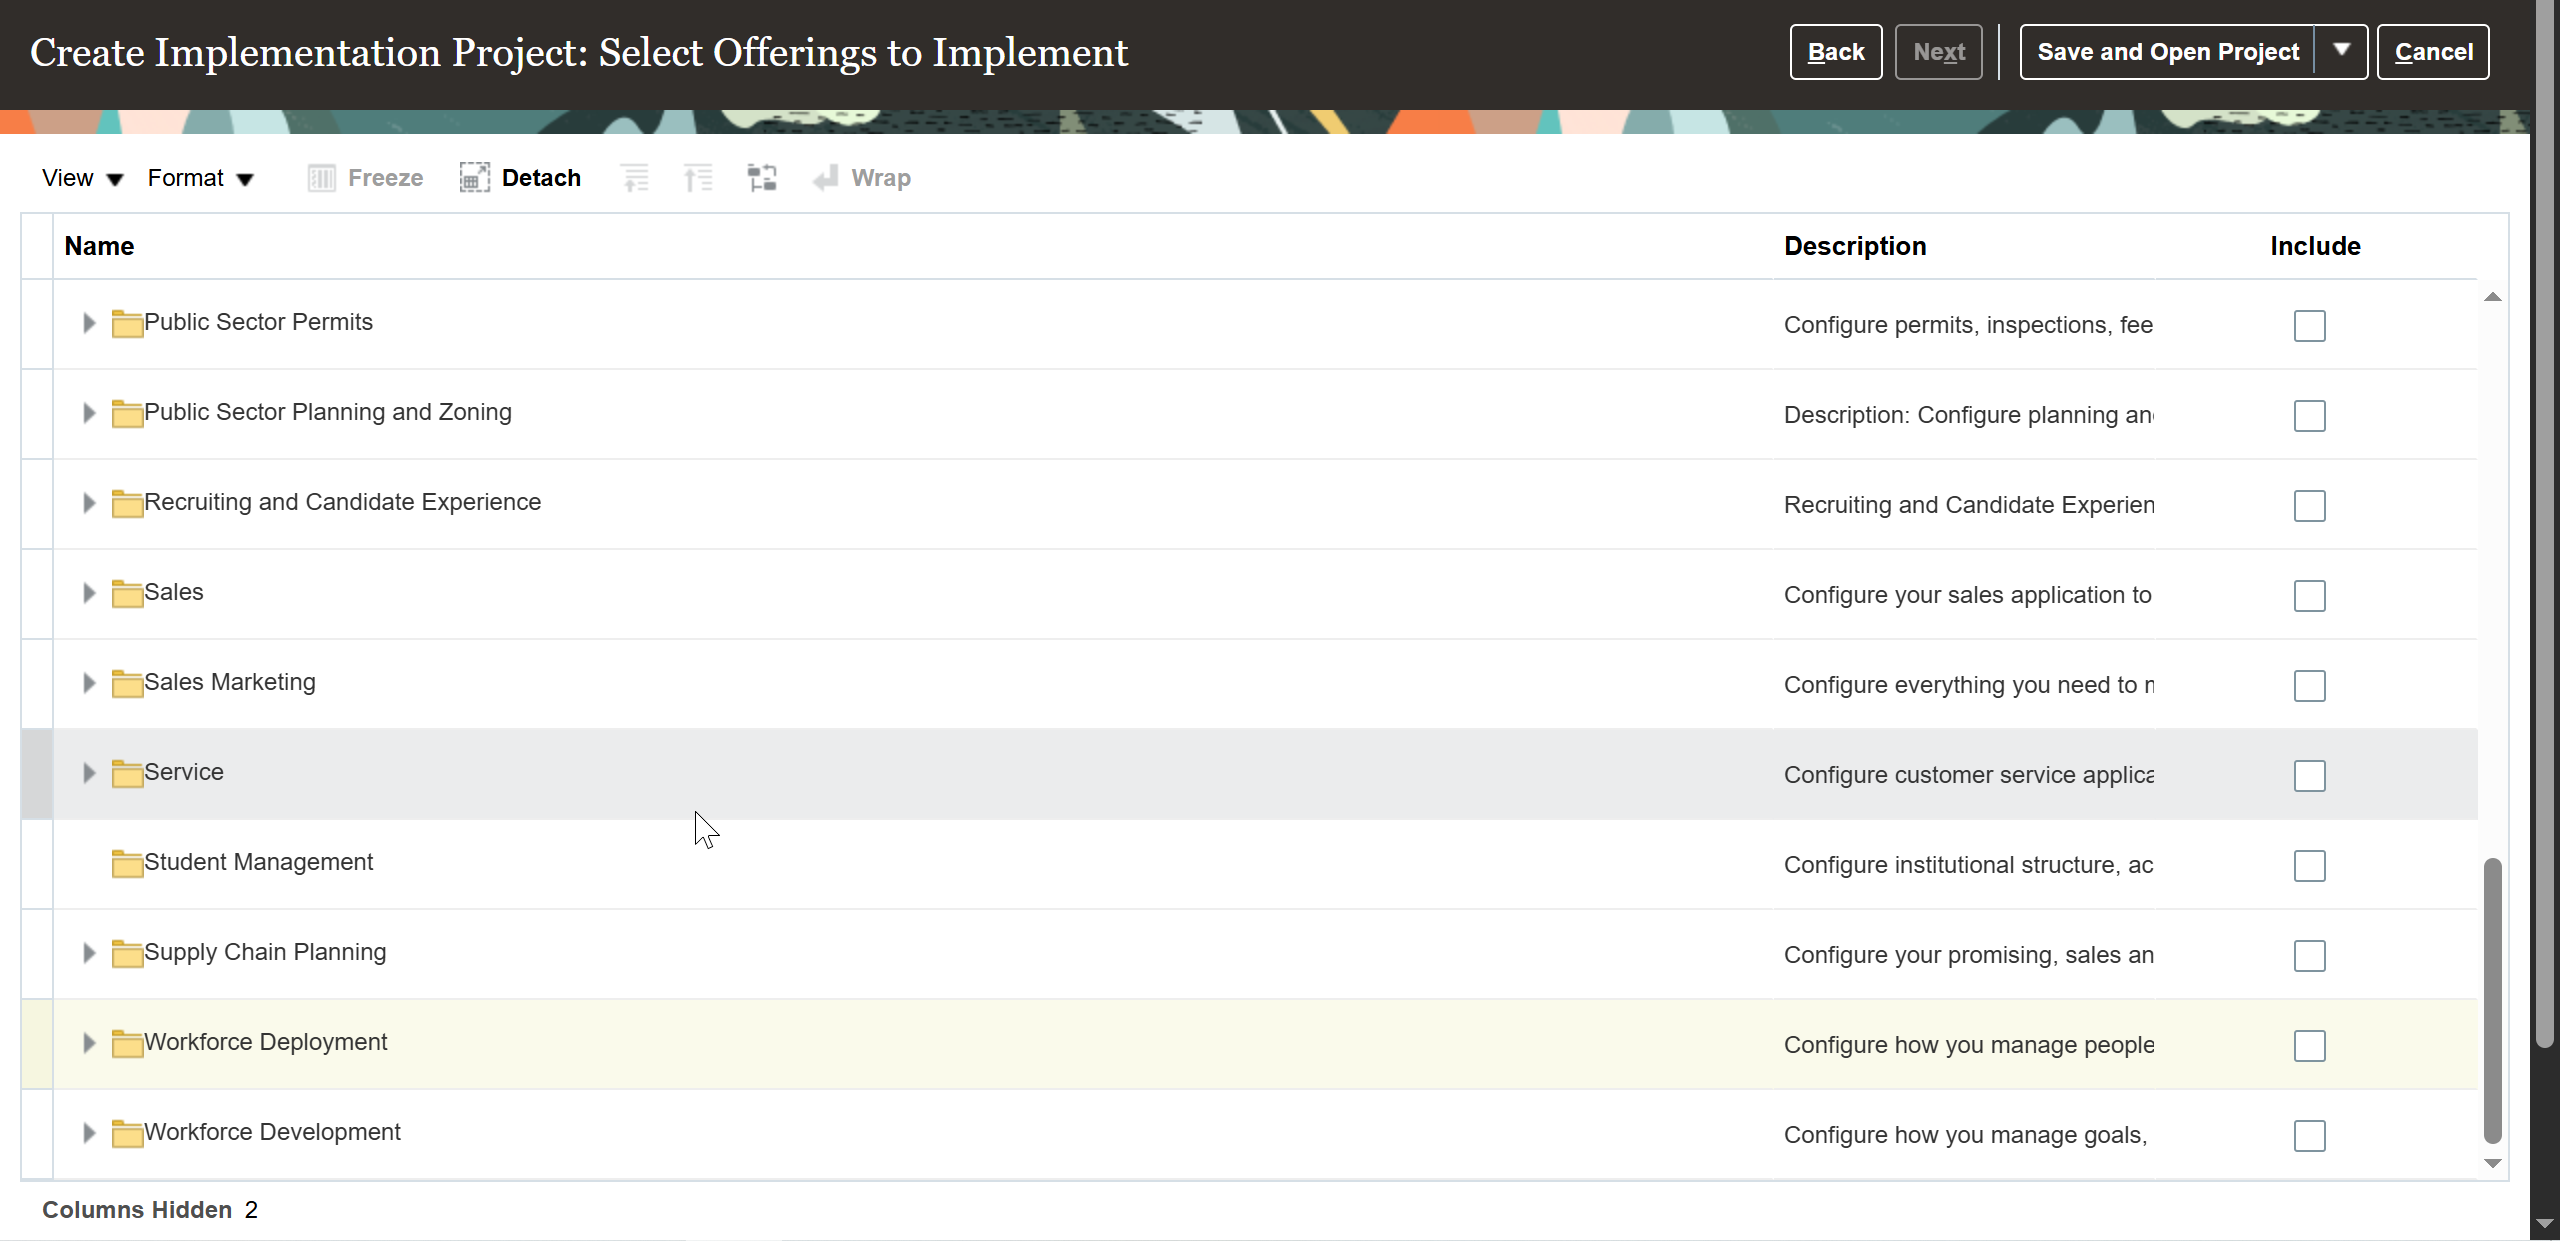 Create Implementation Project: Select Offerings to Implement
Back Next Save and Open Project Cancel
View Format Freeze Detach Wrap
Name Description Include
Public Sector Permits Configure permits, inspections, fee
Public Sector Planning and Zoning Description: Configure planning an
Recruiting and Candidate Experience Recruiting and Candidate Experien
Sales Configure your sales application to
Sales Marketing Configure everything you need to
Service Configure customer service applica
Student Management Configure institutional structure, ac
Supply Chain Planning Configure your promising, sales an
Workforce Deployment Configure how you manage people
Workforce Development Configure how you manage goals,
Columns Hidden 2